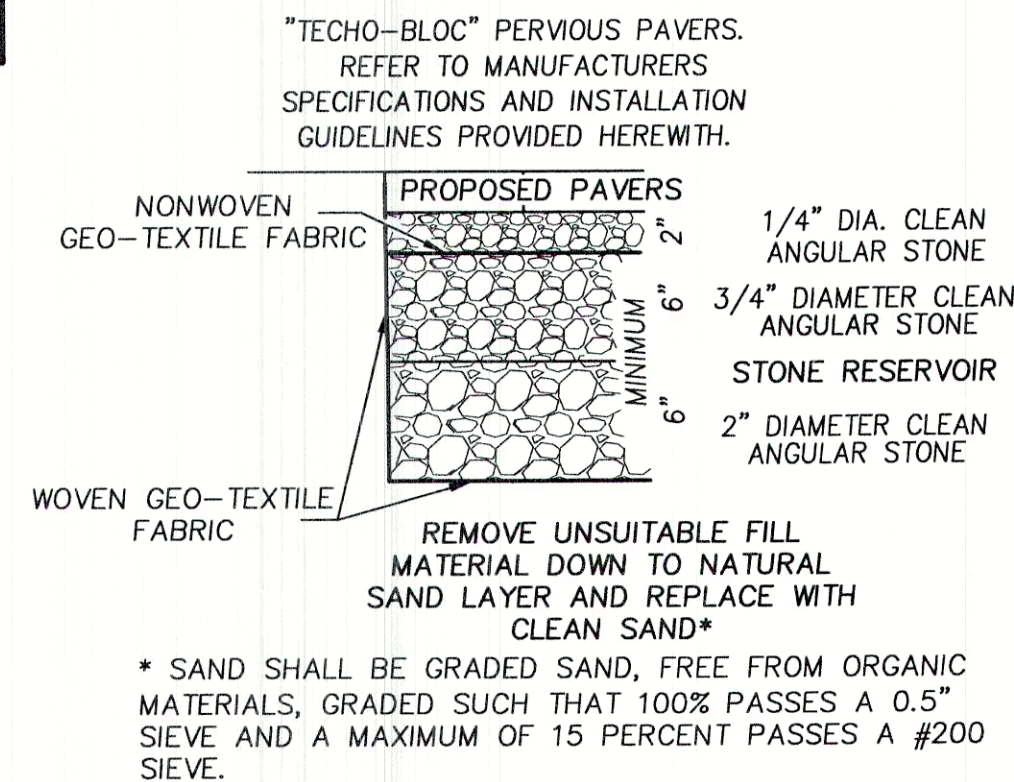 "TECHO-BLOC" PERVIOUS PAVERS.
REFER TO MANUFACTURERS
SPECIFICATIONS AND INSTALLATION
GUIDELINES PROVIDED HEREWITH.
PROPOSED PAVERS
NONWOVEN
GEO-TEXTILE FABRIC
2"
1/4" DIA. CLEAN
ANGULAR STONE
MINIMUM
6"
3/4" DIAMETER CLEAN
ANGULAR STONE
STONE RESERVOIR
6"
2" DIAMETER CLEAN
ANGULAR STONE
WOVEN GEO-TEXTILE
FABRIC
REMOVE UNSUITABLE FILL
MATERIAL DOWN TO NATURAL
SAND LAYER AND REPLACE WITH
CLEAN SAND*
* SAND SHALL BE GRADED SAND, FREE FROM ORGANIC
MATERIALS, GRADED SUCH THAT 100% PASSES A 0.5"
SIEVE AND A MAXIMUM OF 15 PERCENT PASSES A #200
SIEVE.